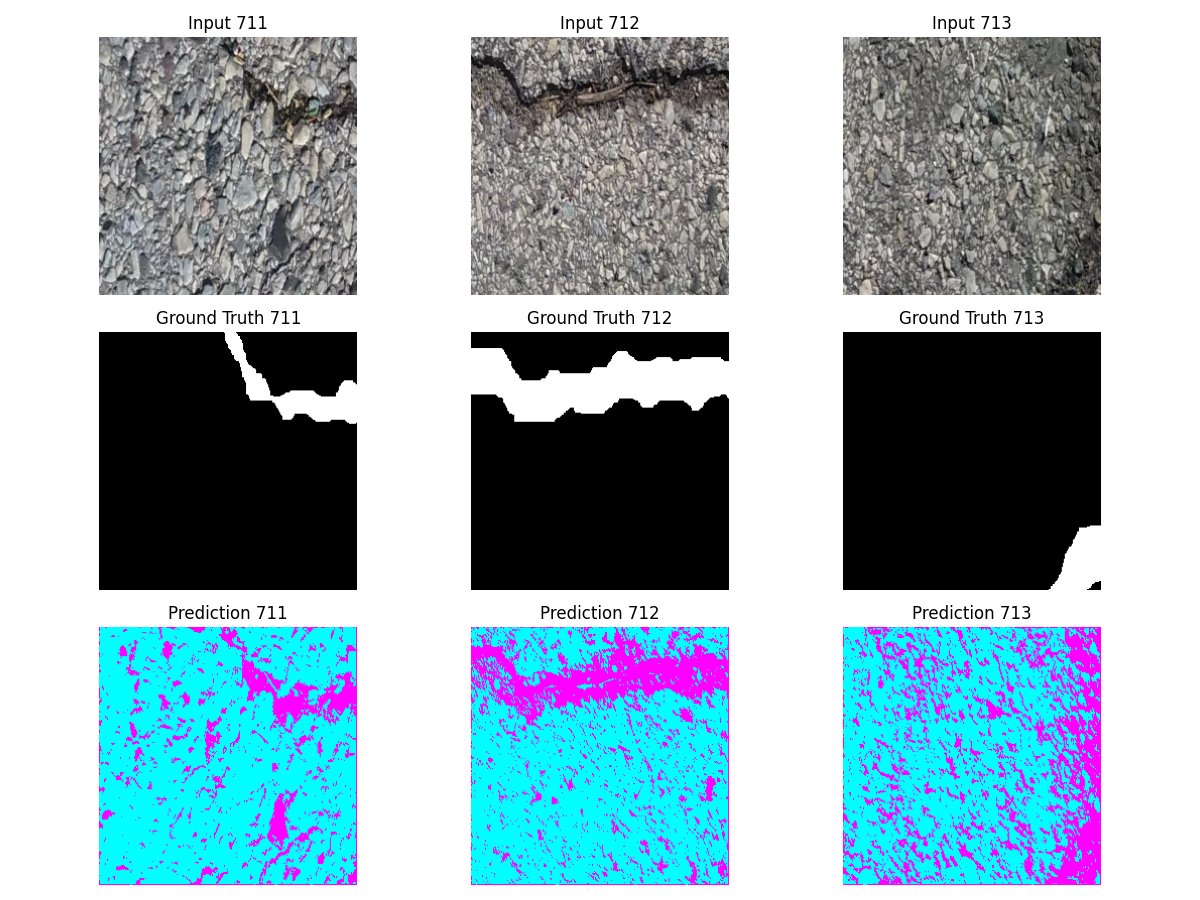 Input 711
Input 712
Input 713
Ground Truth 711
Ground Truth 712
Ground Truth 713
Prediction 711
Prediction 712
Prediction 713